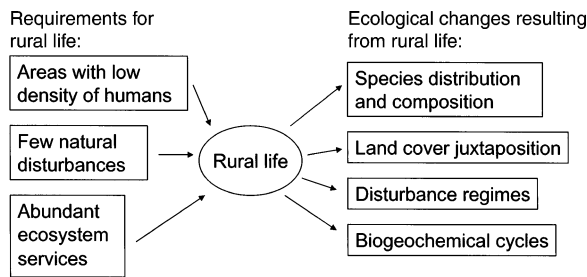 Requirements for
rural life:
Areas with low
density of humans
Few natural
disturbances
Abundant
ecosystem
services
Rural life
Ecological changes resulting
from rural life:
Species distribution
and composition
Land cover juxtaposition
Disturbance regimes
Biogeochemical cycles